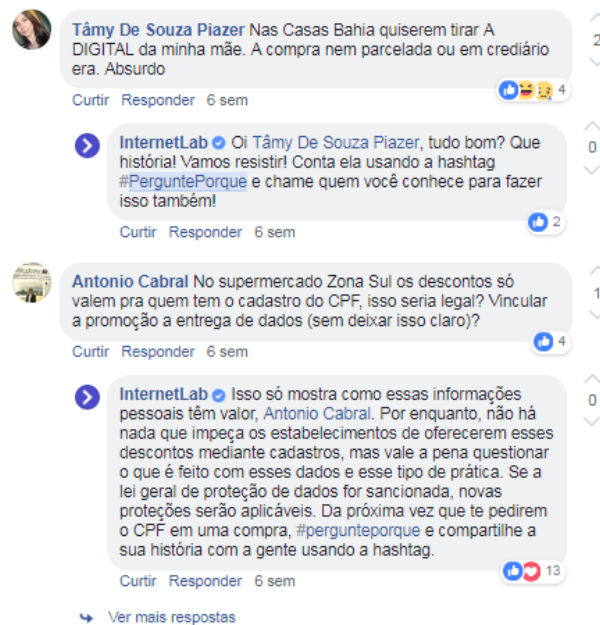 Tâmy De Souza Piazer Nas Casas Bahia quiserem tirar A
DIGITAL da minha mãe. A compra nem parcelada ou em crediário
era. Absurdo
4
2
Curtir Responder 6 sem
InternetLab Oi Tâmy De Souza Piazer, tudo bom? Que
história! Vamos resistir! Conta ela usando a hashtag
#PerguntePorque e chame quem você conhece para fazer
isso também!
2
0
Curtir Responder 6 sem
Antonio Cabral No supermercado Zona Sul os descontos só
valem pra quem tem o cadastro do CPF, isso seria legal? Vincular
a promoção a entrega de dados (sem deixar isso claro)?
4
1
Curtir Responder 6 sem
InternetLab Isso só mostra como essas informações
pessoais têm valor, Antonio Cabral. Por enquanto, não há
nada que impeça os estabelecimentos de oferecerem esses
descontos mediante cadastros, mas vale a pena questionar
o que é feito com esses dados e esse tipo de prática. Se a
lei geral de proteção de dados for sancionada, novas
proteções serão aplicáveis. Da próxima vez que te pedirem
o CPF em uma compra, #pergunteporque e compartilhe a
sua história com a gente usando a hashtag.
13
0
Curtir Responder 6 sem
Ver mais respostas